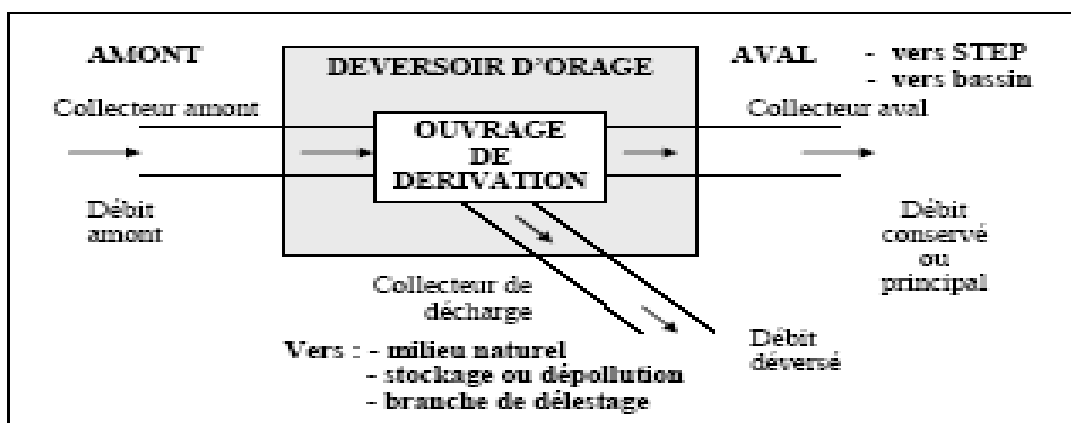 AMONT
DEVERSOIR D'ORAGE
AVAL
- vers STEP
- vers bassin
Collecteur amont
Collecteur aval
OUVRAGE
DE
DERIVATION
Débit
amont
Débit
conservé
ou
principal
Collecteur de
décharge
Débit
déversé
Vers : - milieu naturel
- stockage ou dépollution
- branche de délestage